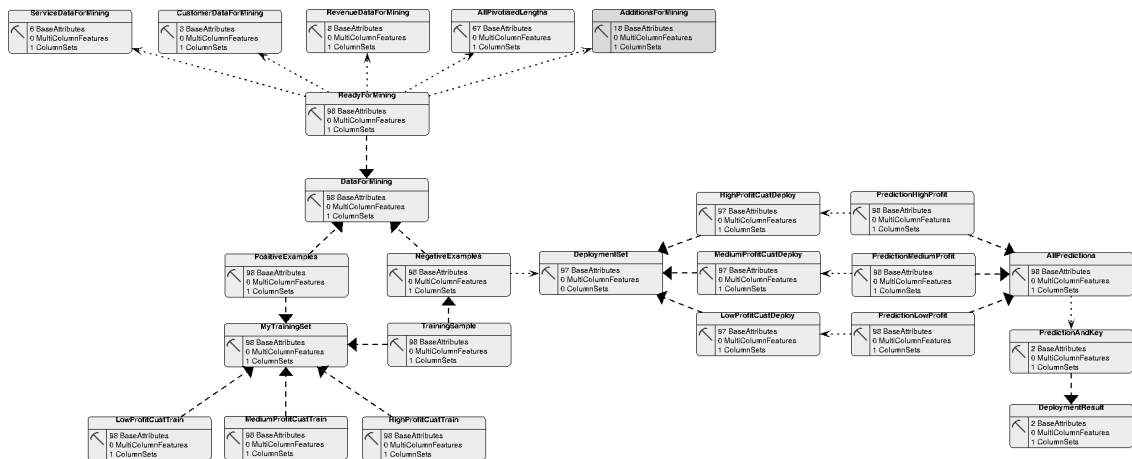 ServiceDataForMining
6 BaseAttributes
0 MultiColumnFeatures
1 ColumnSets
CustomerDataForMining
3 BaseAttributes
0 MultiColumnFeatures
1 ColumnSets
RevenueDataForMining
8 BaseAttributes
0 MultiColumnFeatures
1 ColumnSets
AllPivotisedLengths
67 BaseAttributes
0 MultiColumnFeatures
1 ColumnSets
AdditionsForMining
18 BaseAttributes
0 MultiColumnFeatures
1 ColumnSets
ReadyForMining
98 BaseAttributes
0 MultiColumnFeatures
1 ColumnSets
DataForMining
98 BaseAttributes
0 MultiColumnFeatures
1 ColumnSets
HighProfitCustDeploy
97 BaseAttributes
0 MultiColumnFeatures
1 ColumnSets
PredictionHighProfit
98 BaseAttributes
0 MultiColumnFeatures
1 ColumnSets
PositiveExamples
98 BaseAttributes
0 MultiColumnFeatures
1 ColumnSets
NegativeExamples
98 BaseAttributes
0 MultiColumnFeatures
1 ColumnSets
DeploymentSet
97 BaseAttributes
0 MultiColumnFeatures
0 ColumnSets
MediumProfitCustDeploy
97 BaseAttributes
0 MultiColumnFeatures
1 ColumnSets
PredictionMediumProfit
98 BaseAttributes
0 MultiColumnFeatures
1 ColumnSets
AllPredictions
98 BaseAttributes
0 MultiColumnFeatures
1 ColumnSets
MyTrainingSet
98 BaseAttributes
0 MultiColumnFeatures
1 ColumnSets
TrainingSample
98 BaseAttributes
0 MultiColumnFeatures
1 ColumnSets
LowProfitCustDeploy
97 BaseAttributes
0 MultiColumnFeatures
1 ColumnSets
PredictionLowProfit
98 BaseAttributes
0 MultiColumnFeatures
1 ColumnSets
PredictionAndKey
2 BaseAttributes
0 MultiColumnFeatures
1 ColumnSets
LowProfitCustTrain
98 BaseAttributes
0 MultiColumnFeatures
1 ColumnSets
MediumProfitCustTrain
98 BaseAttributes
0 MultiColumnFeatures
1 ColumnSets
HighProfitCustTrain
98 BaseAttributes
0 MultiColumnFeatures
1 ColumnSets
DeploymentResult
2 BaseAttributes
0 MultiColumnFeatures
1 ColumnSets